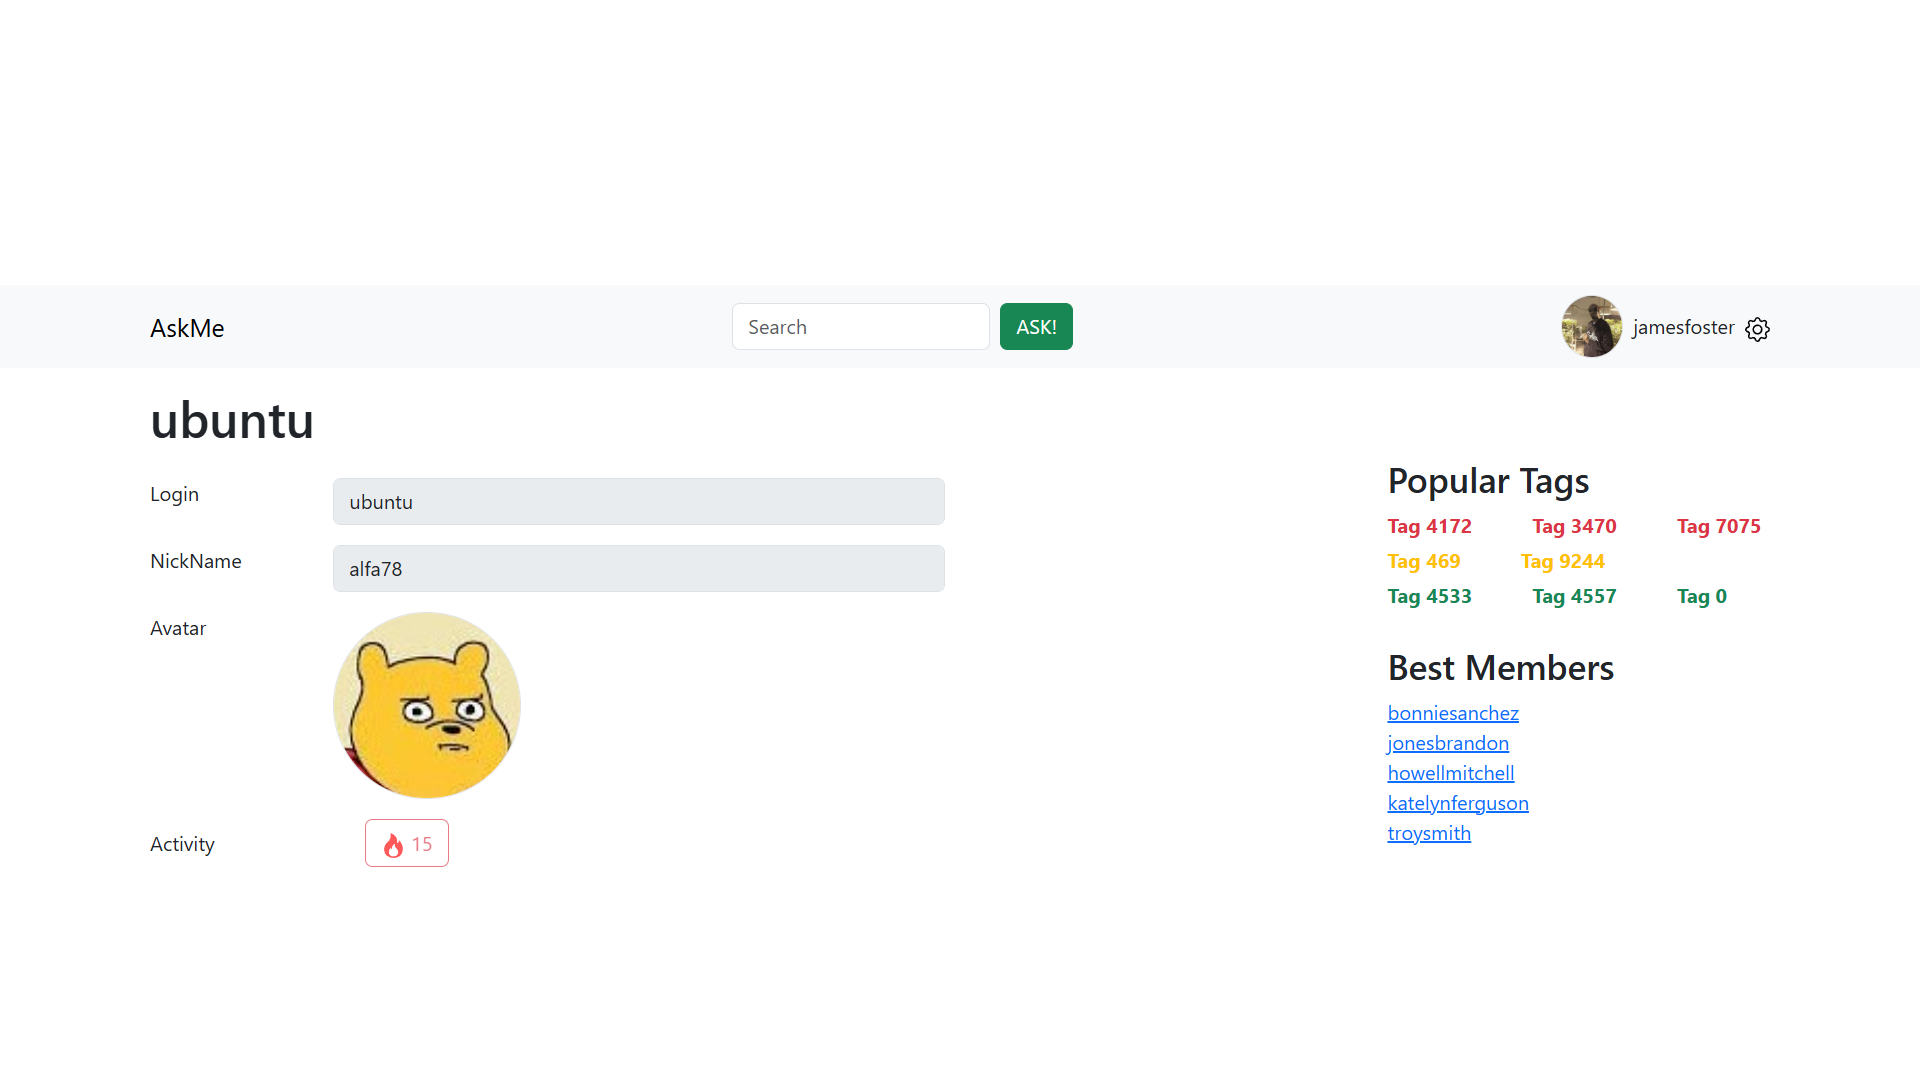 AskMe
Search
ASK!
jamesfoster
ubuntu
Login
ubuntu
NickName
alfa78
Avatar
Activity
15
Popular Tags
Tag 4172 Tag 3470 Tag 7075
Tag 469 Tag 9244
Tag 4533 Tag 4557 Tag 0
Best Members
bonniesanchez
jonesbrandon
howellmitchell
katelynferguson
troysmith